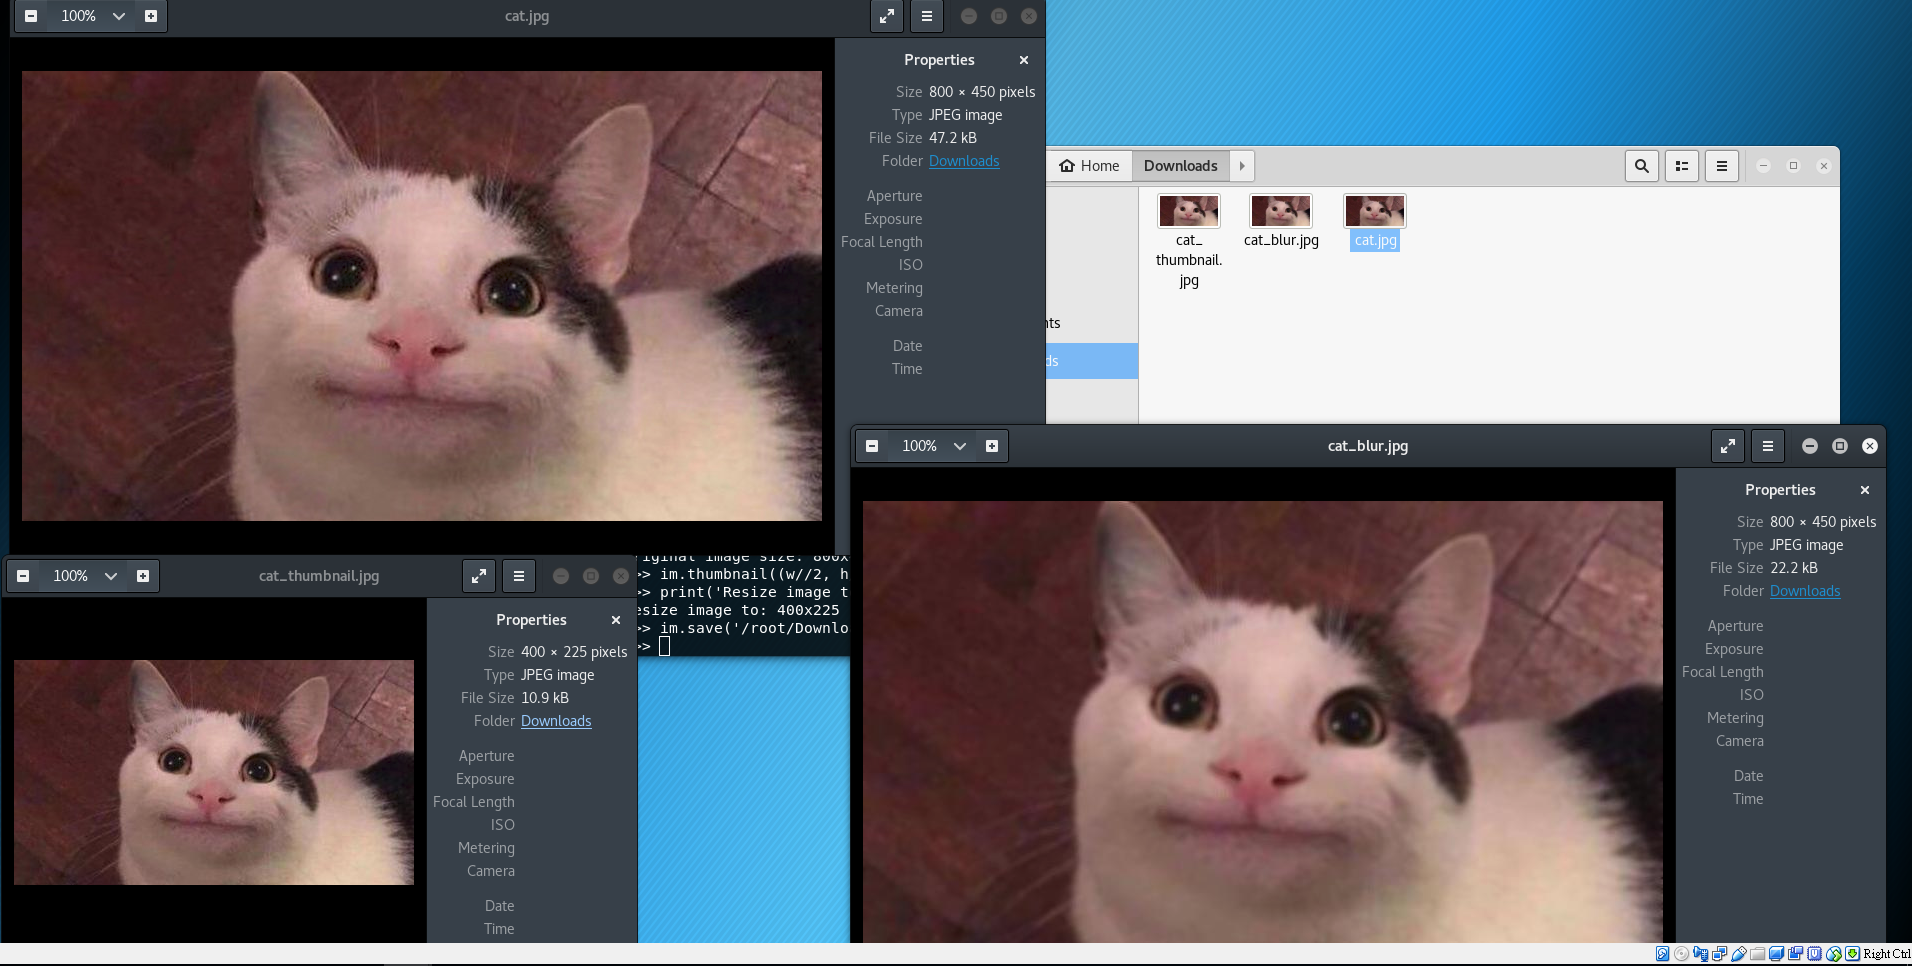 100%
cat.jpg
Properties
Size 800 × 450 pixels
Type JPEG image
File Size 47.2 kB
Folder Downloads
Aperture
Exposure
Focal Length
ISO
Metering
Camera
Date
Time
Home Downloads
cat_thumbnail.jpg
cat_blur.jpg
cat.jpg
nts
ds
100%
cat_thumbnail.jpg
Properties
Size 400 × 225 pixels
Type JPEG image
File Size 10.9 kB
Folder Downloads
Aperture
Exposure
Focal Length
ISO
Metering
Camera
Date
Time
riginal image size: 800x
>> im.thumbnail((w//2, h
>> print('Resize image t
esize image to: 400x225
>> im.save('/root/Downlo
>>
100%
cat_blur.jpg
Properties
Size 800 × 450 pixels
Type JPEG image
File Size 22.2 kB
Folder Downloads
Aperture
Exposure
Focal Length
ISO
Metering
Camera
Date
Time
Right Ctrl